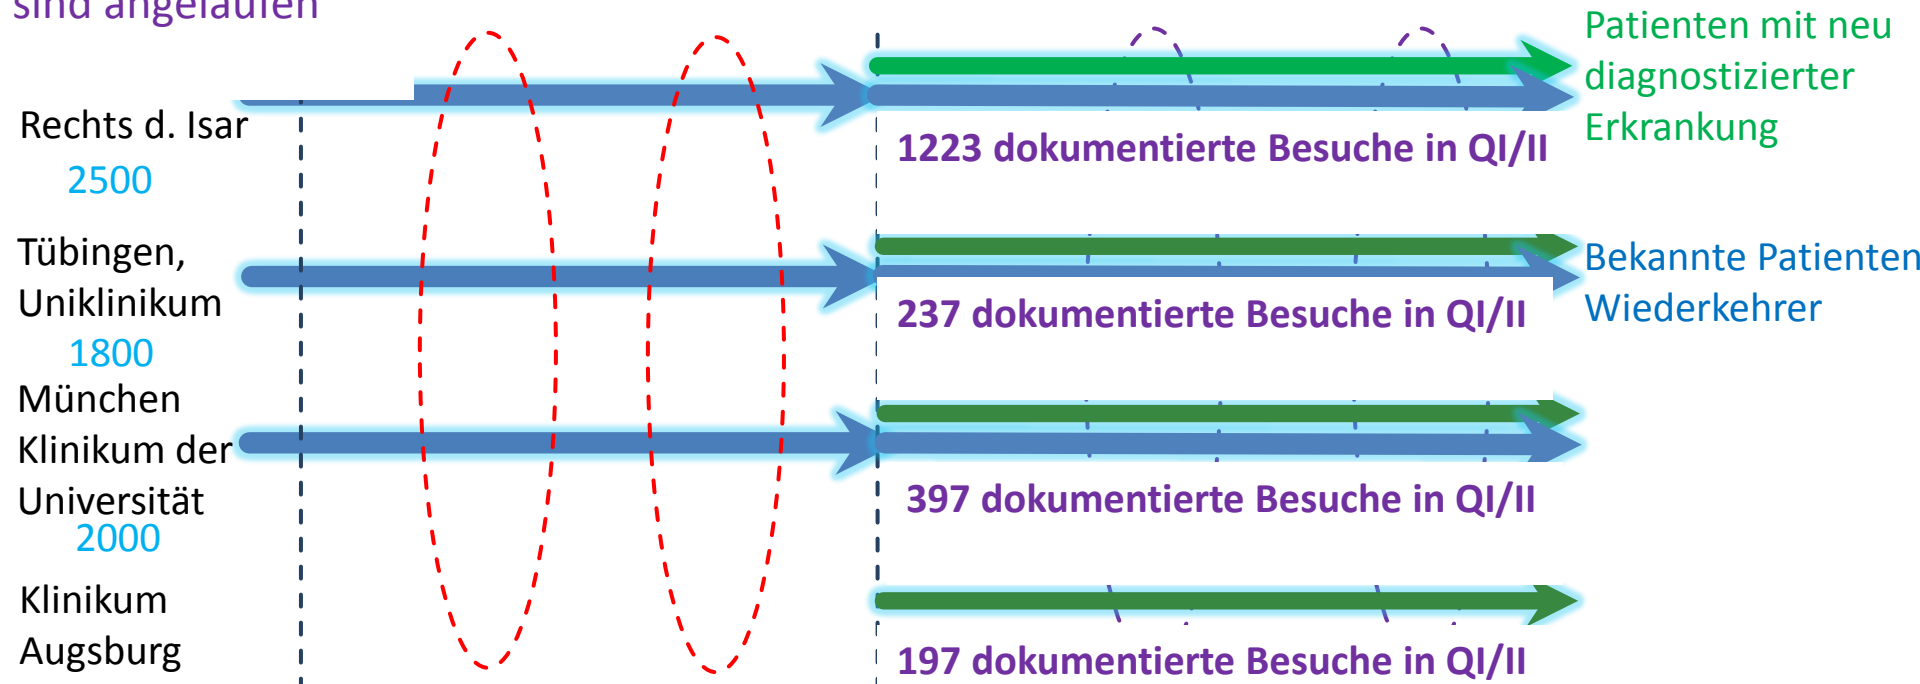 sind angelaufen
Patienten mit neu
diagnostizierter
Erkrankung
Rechts d. Isar
2500
1223 dokumentierte Besuche in QI/II
Tübingen,
Uniklinikum
1800
237 dokumentierte Besuche in QI/II
Bekannte Patienten
Wiederkehrer
München
Klinikum der
Universität
2000
397 dokumentierte Besuche in QI/II
Klinikum
Augsburg
197 dokumentierte Besuche in QI/II